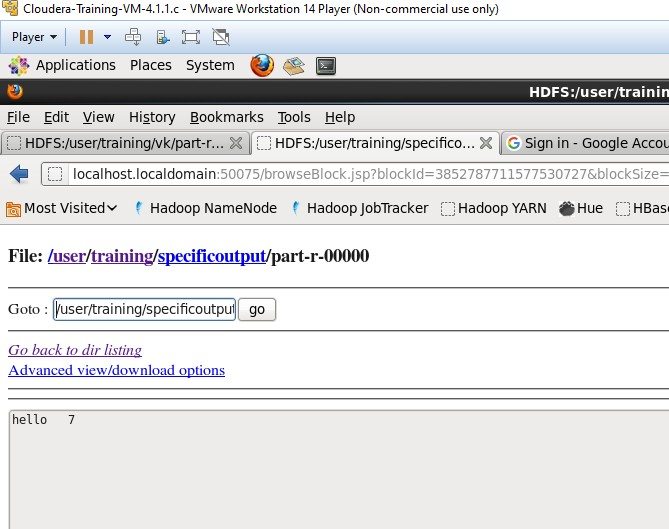 Cloudera-Training-VM-4.1.1.c - VMware Workstation 14 Player (Non-commercial use only)
Player
Applications Places System
HDFS:/user/trainin
File Edit View History Bookmarks Tools Help
HDFS:/user/training/vk/part-r... HDFS:/user/training/specifico... Sign in - Google Accou
localhost.localdomain:50075/browseBlock.jsp?blockId=3852787711577530727&blockSize=
Most Visited Hadoop NameNode Hadoop JobTracker Hadoop YARN Hue HBas
File: /user/training/specificoutput/part-r-00000
Goto : /user/training/specificoutput go
Go back to dir listing
Advanced view/download options
hello 7